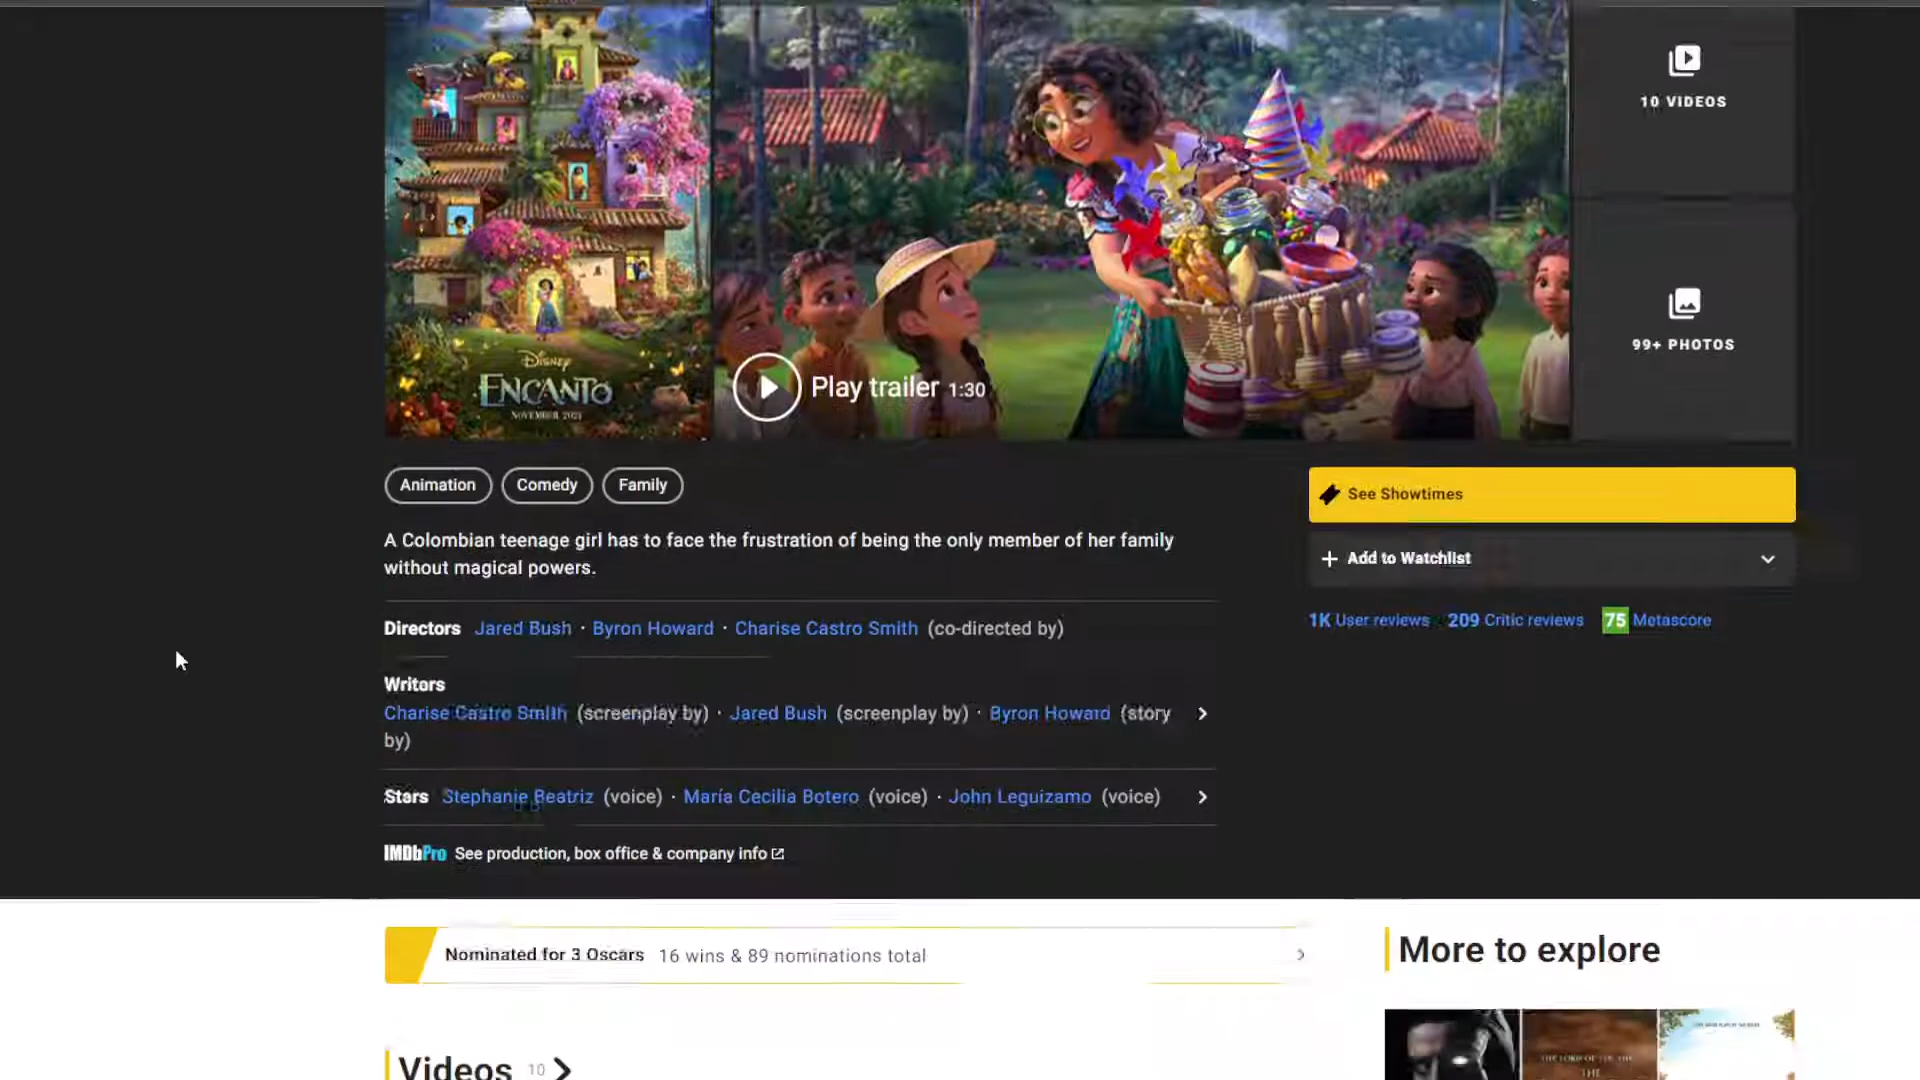 10 VIDEOS
DISNEY
ENCANTO
NOVEMBER 2021
Play trailer 1:30
99+ PHOTOS
Animation
Comedy
Family
See Showtimes
A Colombian teenage girl has to face the frustration of being the only member of her family
without magical powers.
Add to Watchlist
1K User reviews 209 Critic reviews 75 Metascore
Directors Jared Bush · Byron Howard · Charise Castro Smith (co-directed by)
Writers
Charise Castro Smith (screenplay by) · Jared Bush (screenplay by) · Byron Howard (story
by)
Stars Stephanie Beatriz (voice) · María Cecilia Botero (voice) · John Leguizamo (voice)
IMDbPro See production, box office & company info
Nominated for 3 Oscars 16 wins & 89 nominations total
More to explore
Videos 10